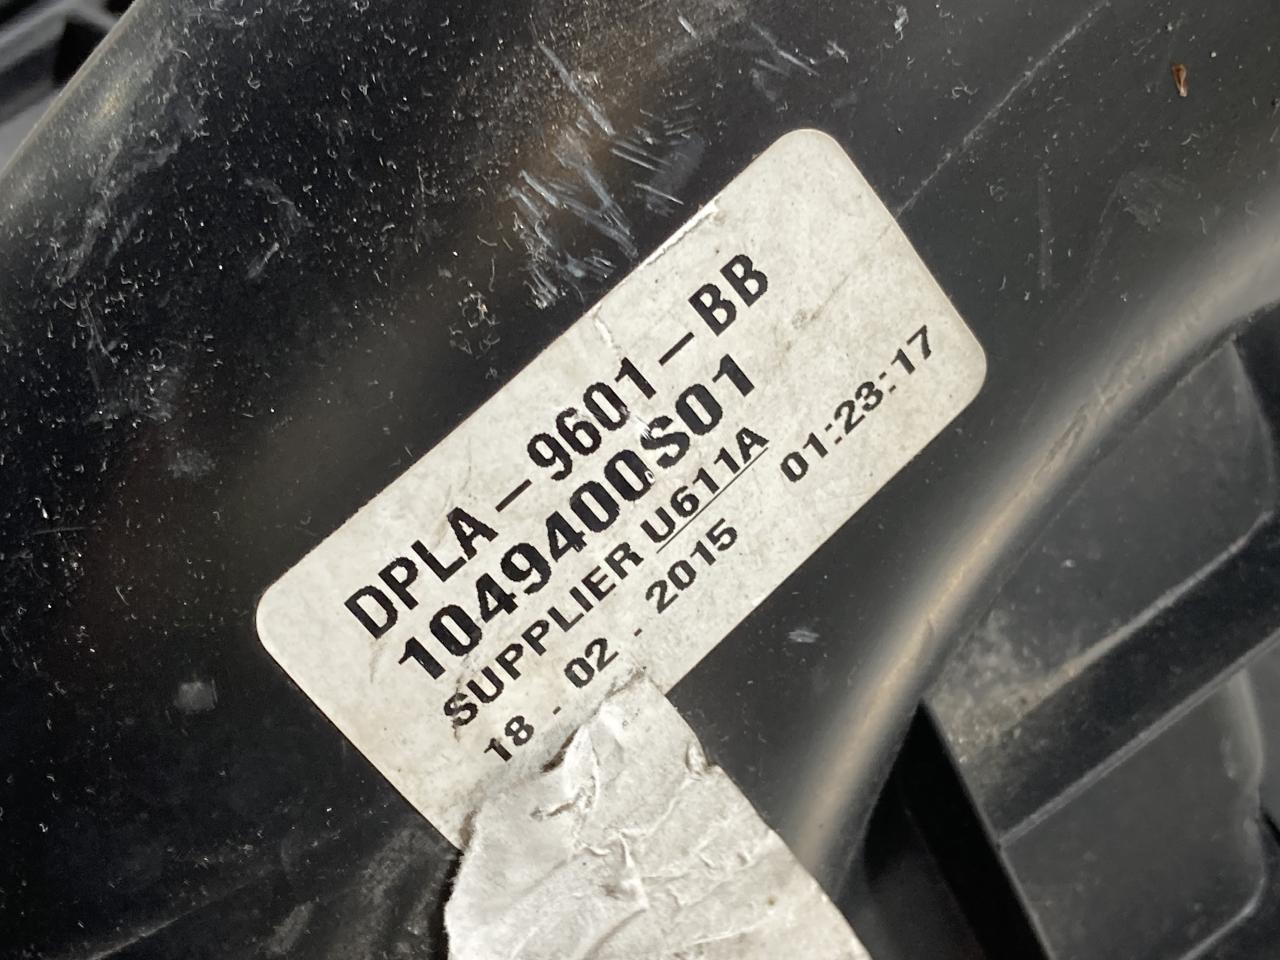 DPLA-9601-BB
1049400S01
SUPPLIER U611A
18 - 02 - 2015 01:23:17